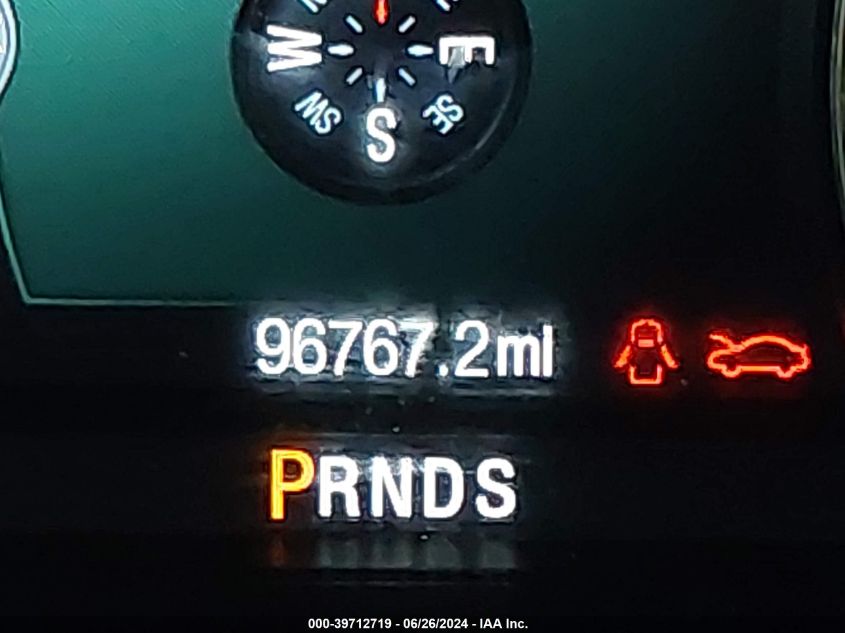 W E
SW SE
S
96767.2mi
PRNDS
000-39712719 - 06/26/2024 - IAA Inc.